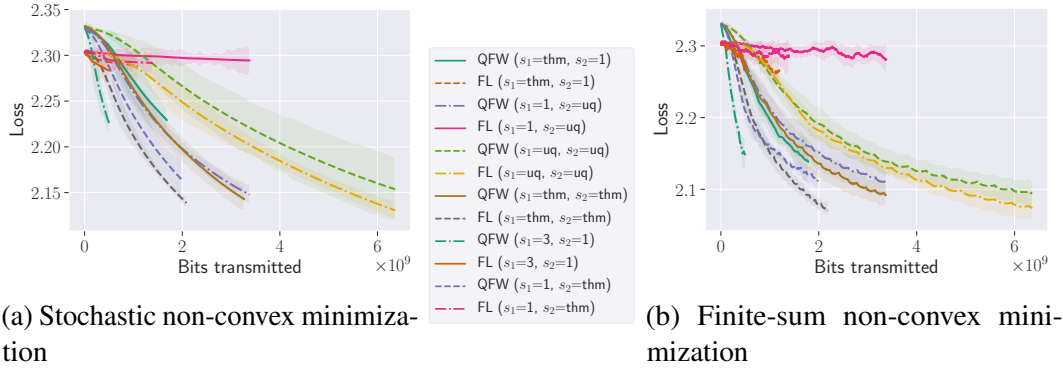 2.35
2.30
2.25
2.20
2.15
Loss
0
2
4
6
Bits transmitted
×10⁹
QFW (s₁=thm, s₂=1)
FL (s₁=thm, s₂=1)
QFW (s₁=1, s₂=uq)
FL (s₁=1, s₂=uq)
QFW (s₁=uq, s₂=uq)
FL (s₁=uq, s₂=uq)
QFW (s₁=thm, s₂=thm)
FL (s₁=thm, s₂=thm)
QFW (s₁=3, s₂=1)
FL (s₁=3, s₂=1)
QFW (s₁=1, s₂=thm)
FL (s₁=1, s₂=thm)
2.3
2.2
2.1
Loss
0
2
4
6
Bits transmitted
×10⁹
(a) Stochastic non-convex minimiza-
tion
(b) Finite-sum non-convex mini-
mization